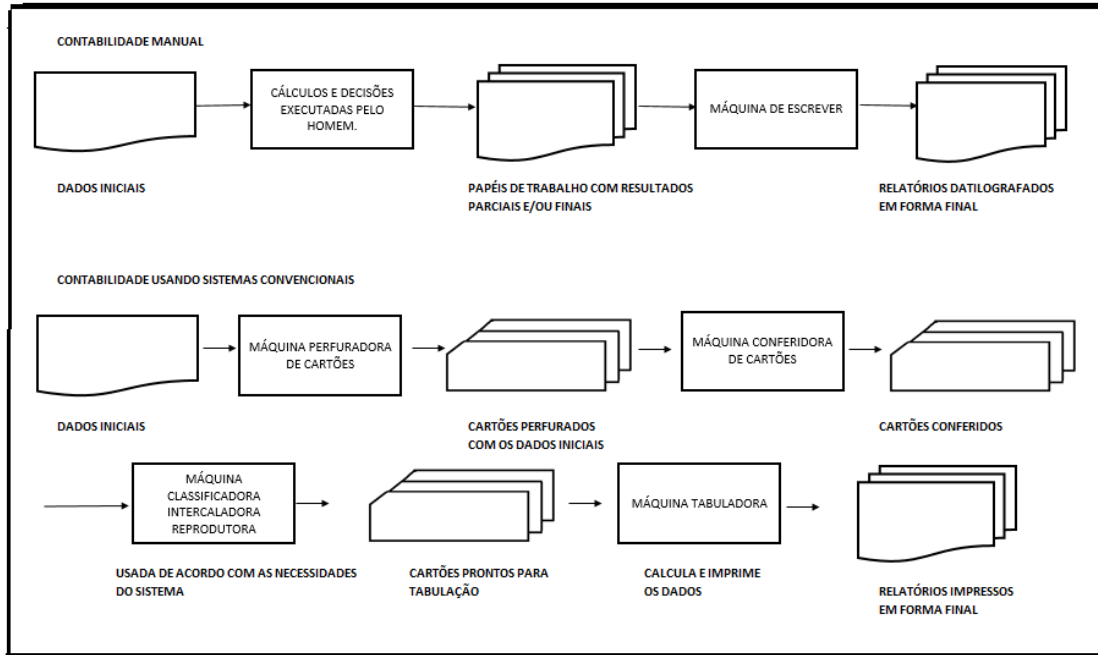 CONTABILIDADE MANUAL
CÁLCULOS E DECISÕES
EXECUTADAS PELO
HOMEM.
MÁQUINA DE ESCREVER
DADOS INICIAIS
PAPÉIS DE TRABALHO COM RESULTADOS
PARCIAIS E/OU FINAIS
RELATÓRIOS DATILOGRAFADOS
EM FORMA FINAL
CONTABILIDADE USANDO SISTEMAS CONVENCIONAIS
MÁQUINA PERFURADORA
DE CARTÕES
MÁQUINA CONFERIDORA
DE CARTÕES
DADOS INICIAIS
CARTÕES PERFURADOS
COM OS DADOS INICIAIS
CARTÕES CONFERIDOS
MÁQUINA
CLASSIFICADORA
INTERCALADORA
REPRODUTORA
MÁQUINA TABULADORA
USADA DE ACORDO COM AS NECESSIDADES
DO SISTEMA
CARTÕES PRONTOS PARA
TABULAÇÃO
CALCULA E IMPRIME
OS DADOS
RELATÓRIOS IMPRESSOS
EM FORMA FINAL